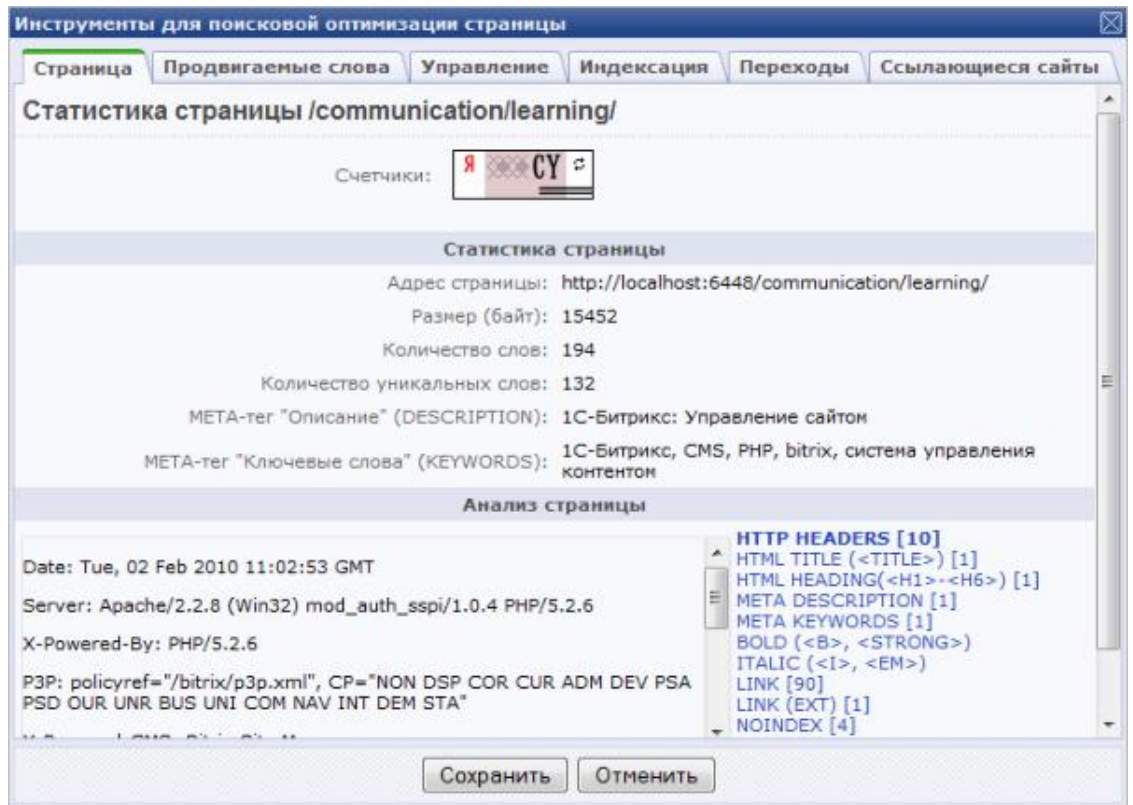 Инструменты для поисковой оптимизации страницы
Страница Продвигаемые слова Управление Индексация Переходы Ссылающиеся сайты
Статистика страницы /communication/learning/
Счетчики: Я CY
Статистика страницы
Адрес страницы: http://localhost:6448/communication/learning/
Размер (байт): 15452
Количество слов: 194
Количество уникальных слов: 132
META-тег "Описание" (DESCRIPTION): 1С-Битрикс: Управление сайтом
META-тег "Ключевые слова" (KEYWORDS): 1С-Битрикс, CMS, PHP, bitrix, система управления
контентом
Анализ страницы
Date: Tue, 02 Feb 2010 11:02:53 GMT
Server: Apache/2.2.8 (Win32) mod_auth_sspi/1.0.4 PHP/5.2.6
X-Powered-By: PHP/5.2.6
P3P: policyref="/bitrix/p3p.xml", CP="NON DSP COR CUR ADM DEV PSA
PSD OUR UNR BUS UNI COM NAV INT DEM STA"
HTTP HEADERS [10]
HTML TITLE (<TITLE>) [1]
HTML HEADING(<H1>-<H6>) [1]
META DESCRIPTION [1]
META KEYWORDS [1]
BOLD (<B>, <STRONG>)
ITALIC (<I>, <EM>)
LINK [90]
LINK (EXT) [1]
NOINDEX [4]
Сохранить Отменить